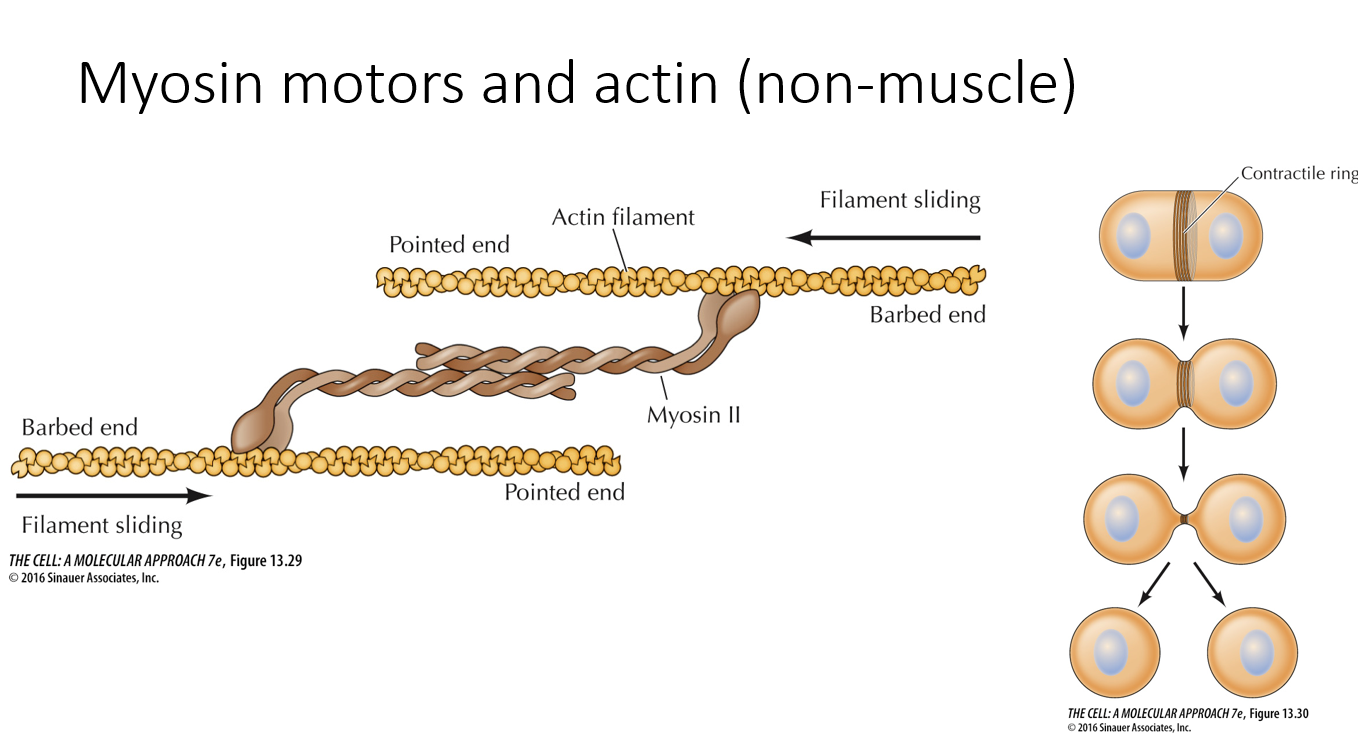 Myosin motors and actin (non-muscle)
Contractile ring
Filament sliding
Actin filament
Pointed end
Barbed end
Myosin II
Barbed end
Pointed end
Filament sliding
THE CELL: A MOLECULAR APPROACH 7e, Figure 13.29
© 2016 Sinauer Associates, Inc.
THE CELL: A MOLECULAR APPROACH 7e, Figure 13.30
© 2016 Sinauer Associates, Inc.